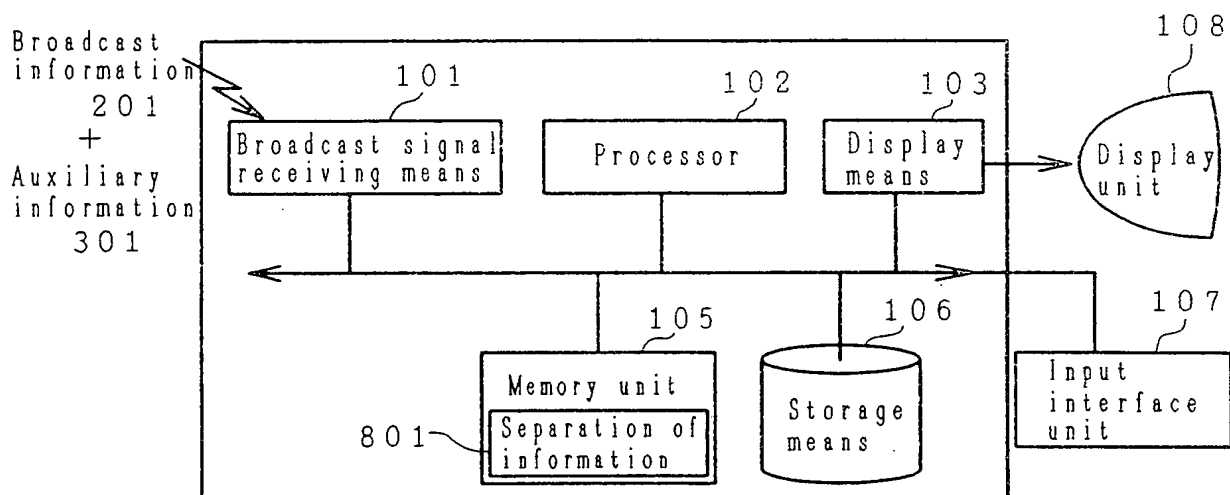 Broadcast
information
201
+
Auxiliary
information
301
101
Broadcast signal
receiving means
102
Processor
103
Display
means
108
Display
unit
105
Memory unit
801
Separation of
information
106
Storage
means
107
Input
interface
unit